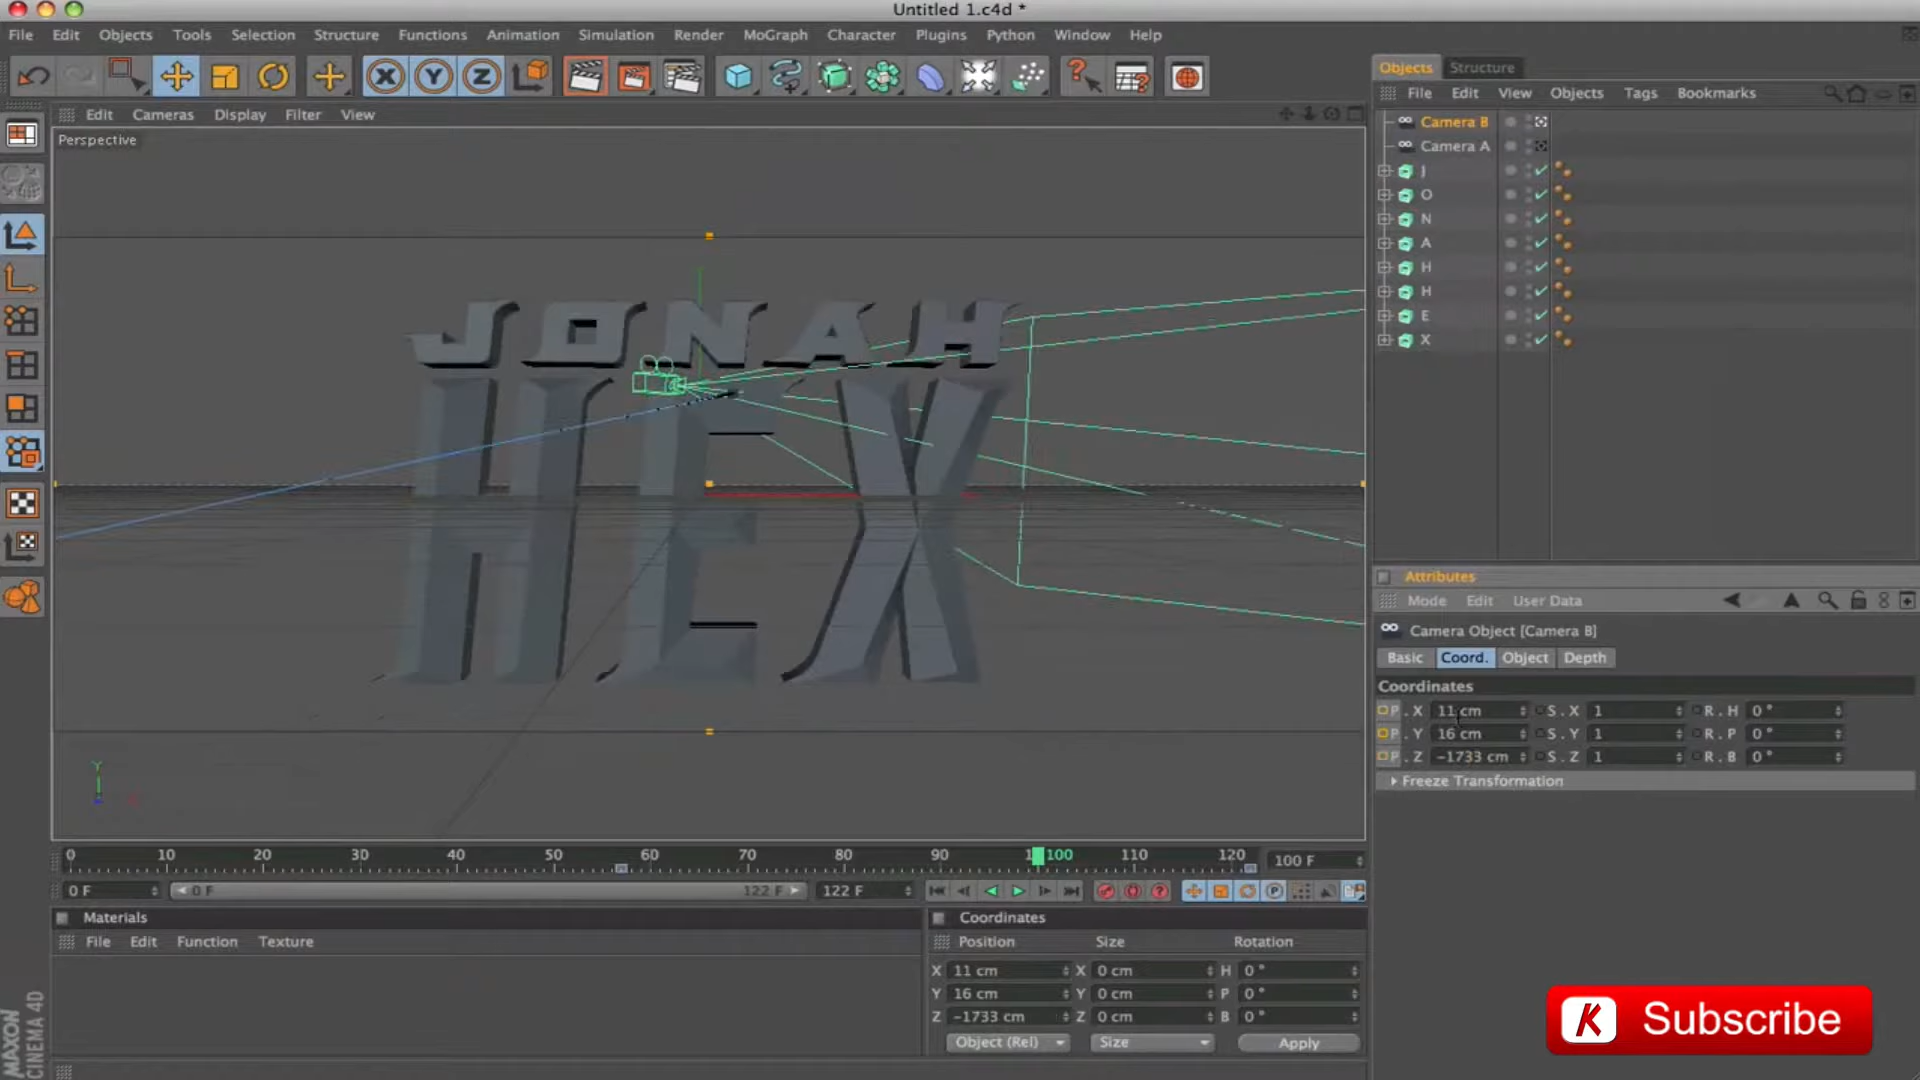 Untitled 1.c4d *
File Edit Objects Tools Selection Structure Functions Animation Simulation Render MoGraph Character Plugins Python Window Help
X Y Z
Objects Structure
File Edit View Objects Tags Bookmarks
Edit Cameras Display Filter View
Perspective
Camera B
Camera A
J
O
N
A
H
H
E
X
JONAH
HEX
Y
Attributes
Mode Edit User Data
Camera Object [Camera B]
Basic Coord. Object Depth
Coordinates
P . X 11 cm S . X 1 R . H 0 °
P . Y 16 cm S . Y 1 R . P 0 °
P . Z -1733 cm S . Z 1 R . B 0 °
Freeze Transformation
0 10 20 30 40 50 60 70 80 90 100 110 120 100 F
0 F 0 F 122 F 122 F
Materials
File Edit Function Texture
Coordinates
Position Size Rotation
X 11 cm X 0 cm H 0 °
Y 16 cm Y 0 cm P 0 °
Z -1733 cm Z 0 cm B 0 °
Object (Rel) Size Apply
MAXON
CINEMA 4D
K Subscribe